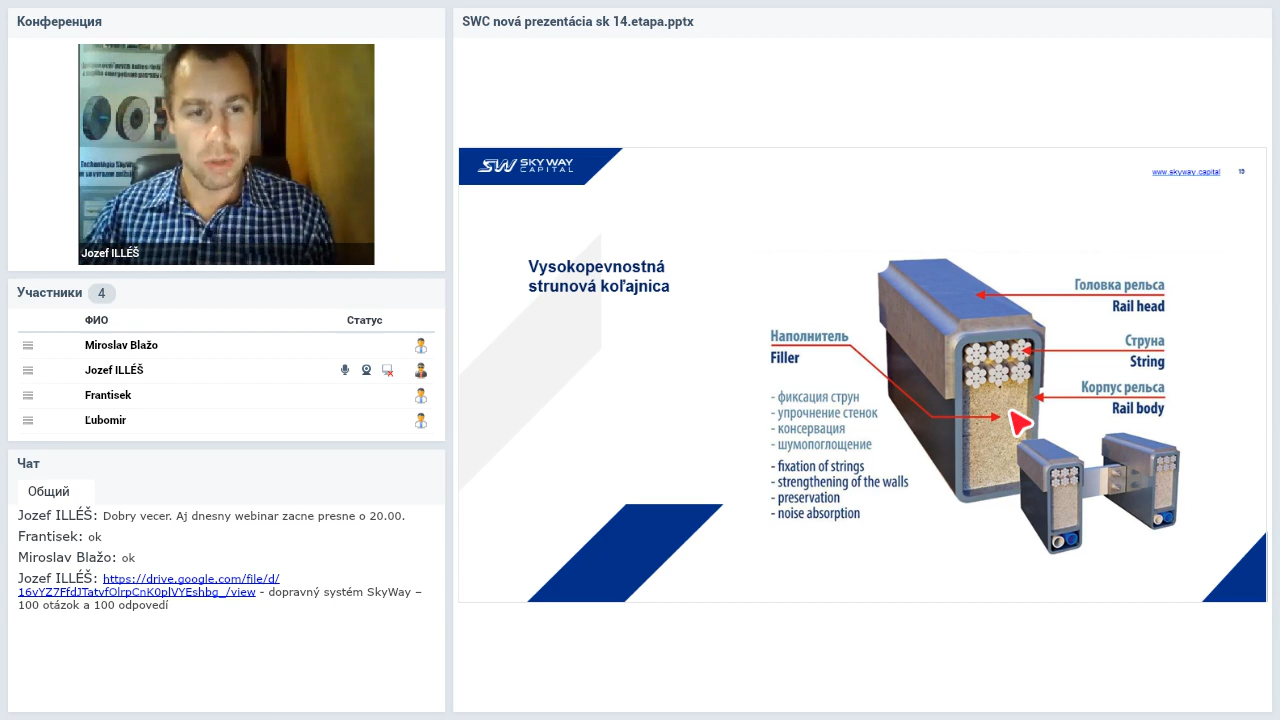 Конференция
Jozef ILLÉŠ
Участники 4
ФИО Статус
Miroslav Blažo
Jozef ILLÉŠ
Frantisek
Ľubomir
Чат
Общий
Jozef ILLÉŠ: Dobry vecer. Aj dnesny webinar zacne presne o 20.00.
Frantisek: ok
Miroslav Blažo: ok
Jozef ILLÉŠ: https://drive.google.com/file/d/
16vYZ7FfdJTatvfOlrpCnK0plVYEshbg_/view - dopravný systém SkyWay –
100 otázok a 100 odpovedí
SWC nová prezentácia sk 14.etapa.pptx
SW SKY WAY
CAPITAL
www.skyway.capital
Vysokopevnostná
strunová koľajnica
Головка рельса
Rail head
Наполнитель
Filler
Струна
String
Корпус рельса
Rail body
- фиксация струн
- упрочнение стенок
- консервация
- шумопоглощение
- fixation of strings
- strengthening of the walls
- preservation
- noise absorption